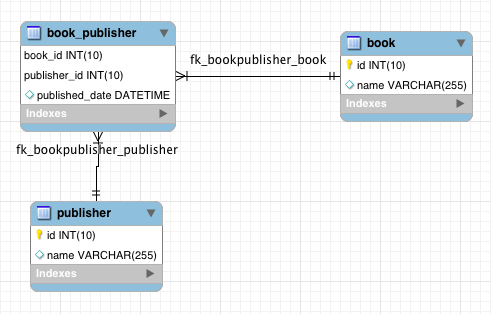 book_publisher
book_id INT(10)
publisher_id INT(10)
published_date DATETIME
Indexes
fk_bookpublisher_book
book
id INT(10)
name VARCHAR(255)
Indexes
fk_bookpublisher_publisher
publisher
id INT(10)
name VARCHAR(255)
Indexes